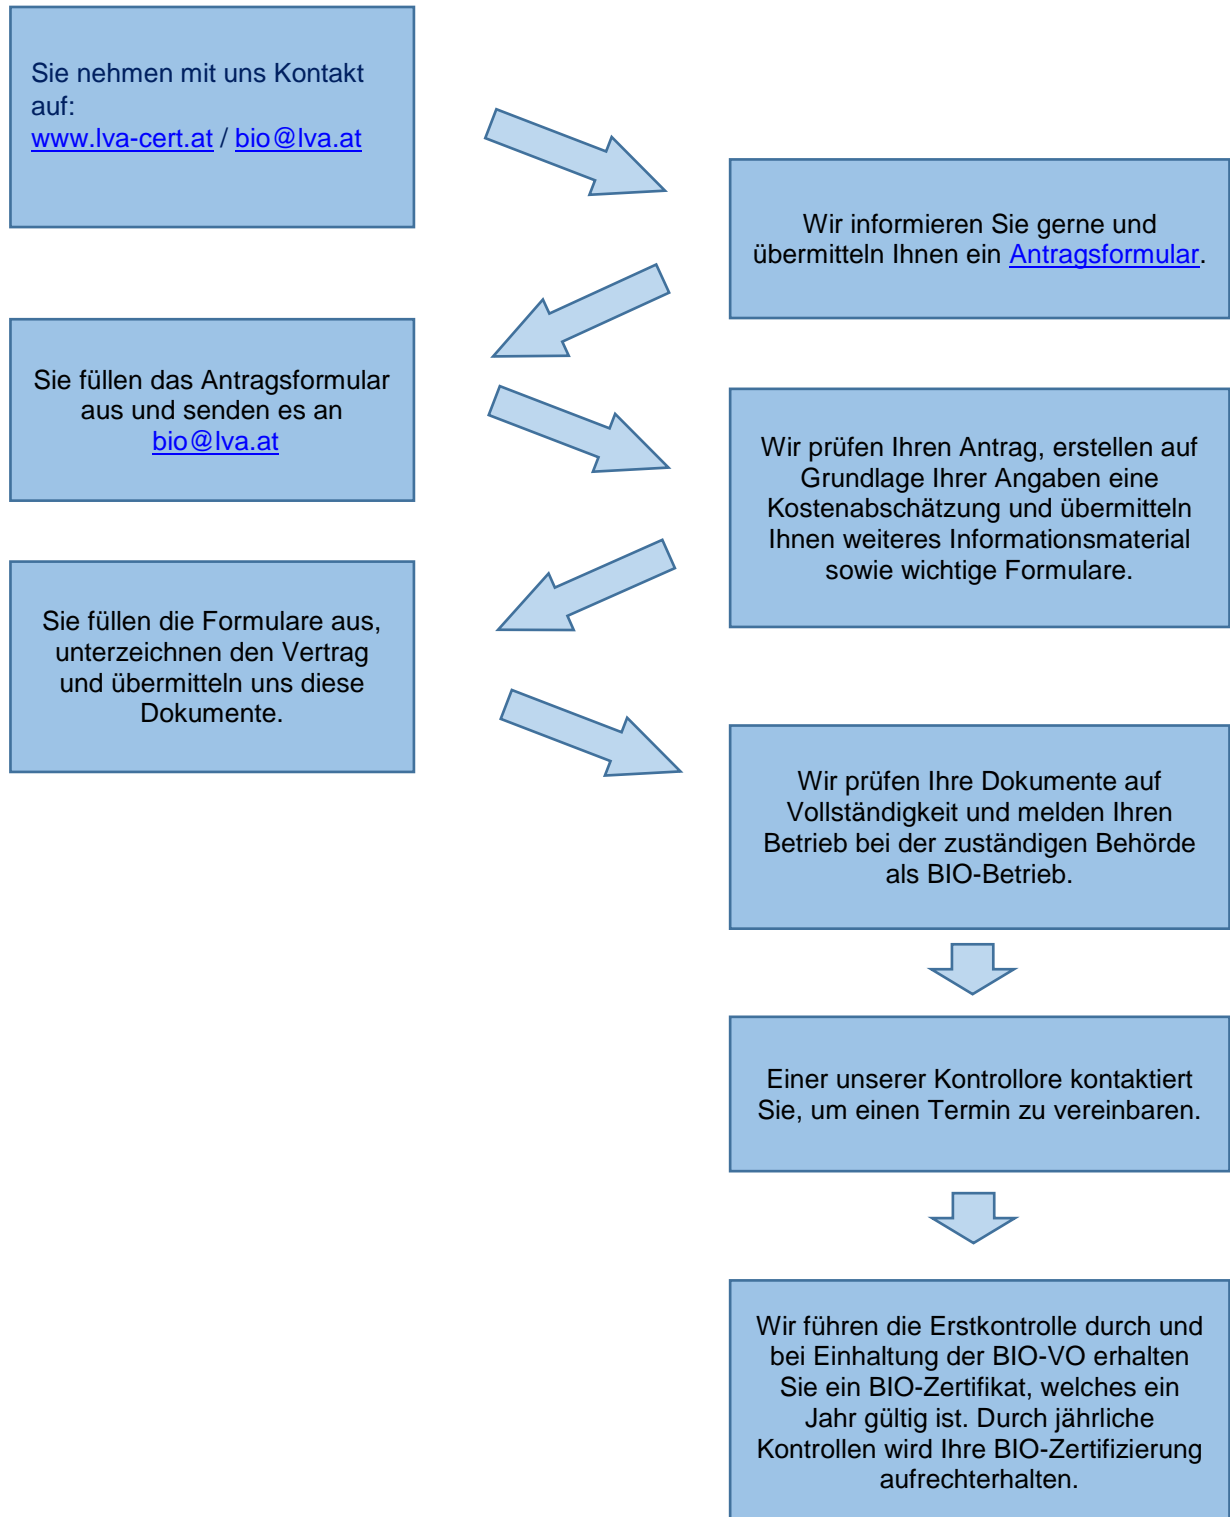 Sie nehmen mit uns Kontakt
auf:
www.lva-cert.at / bio@lva.at
Wir informieren Sie gerne und
übermitteln Ihnen ein Antragsformular.
Sie füllen das Antragsformular
aus und senden es an
bio@lva.at
Wir prüfen Ihren Antrag, erstellen auf
Grundlage Ihrer Angaben eine
Kostenabschätzung und übermitteln
Ihnen weiteres Informationsmaterial
sowie wichtige Formulare.
Sie füllen die Formulare aus,
unterzeichnen den Vertrag
und übermitteln uns diese
Dokumente.
Wir prüfen Ihre Dokumente auf
Vollständigkeit und melden Ihren
Betrieb bei der zuständigen Behörde
als BIO-Betrieb.
Einer unserer Kontrollore kontaktiert
Sie, um einen Termin zu vereinbaren.
Wir führen die Erstkontrolle durch und
bei Einhaltung der BIO-VO erhalten
Sie ein BIO-Zertifikat, welches ein
Jahr gültig ist. Durch jährliche
Kontrollen wird Ihre BIO-Zertifizierung
aufrechterhalten.